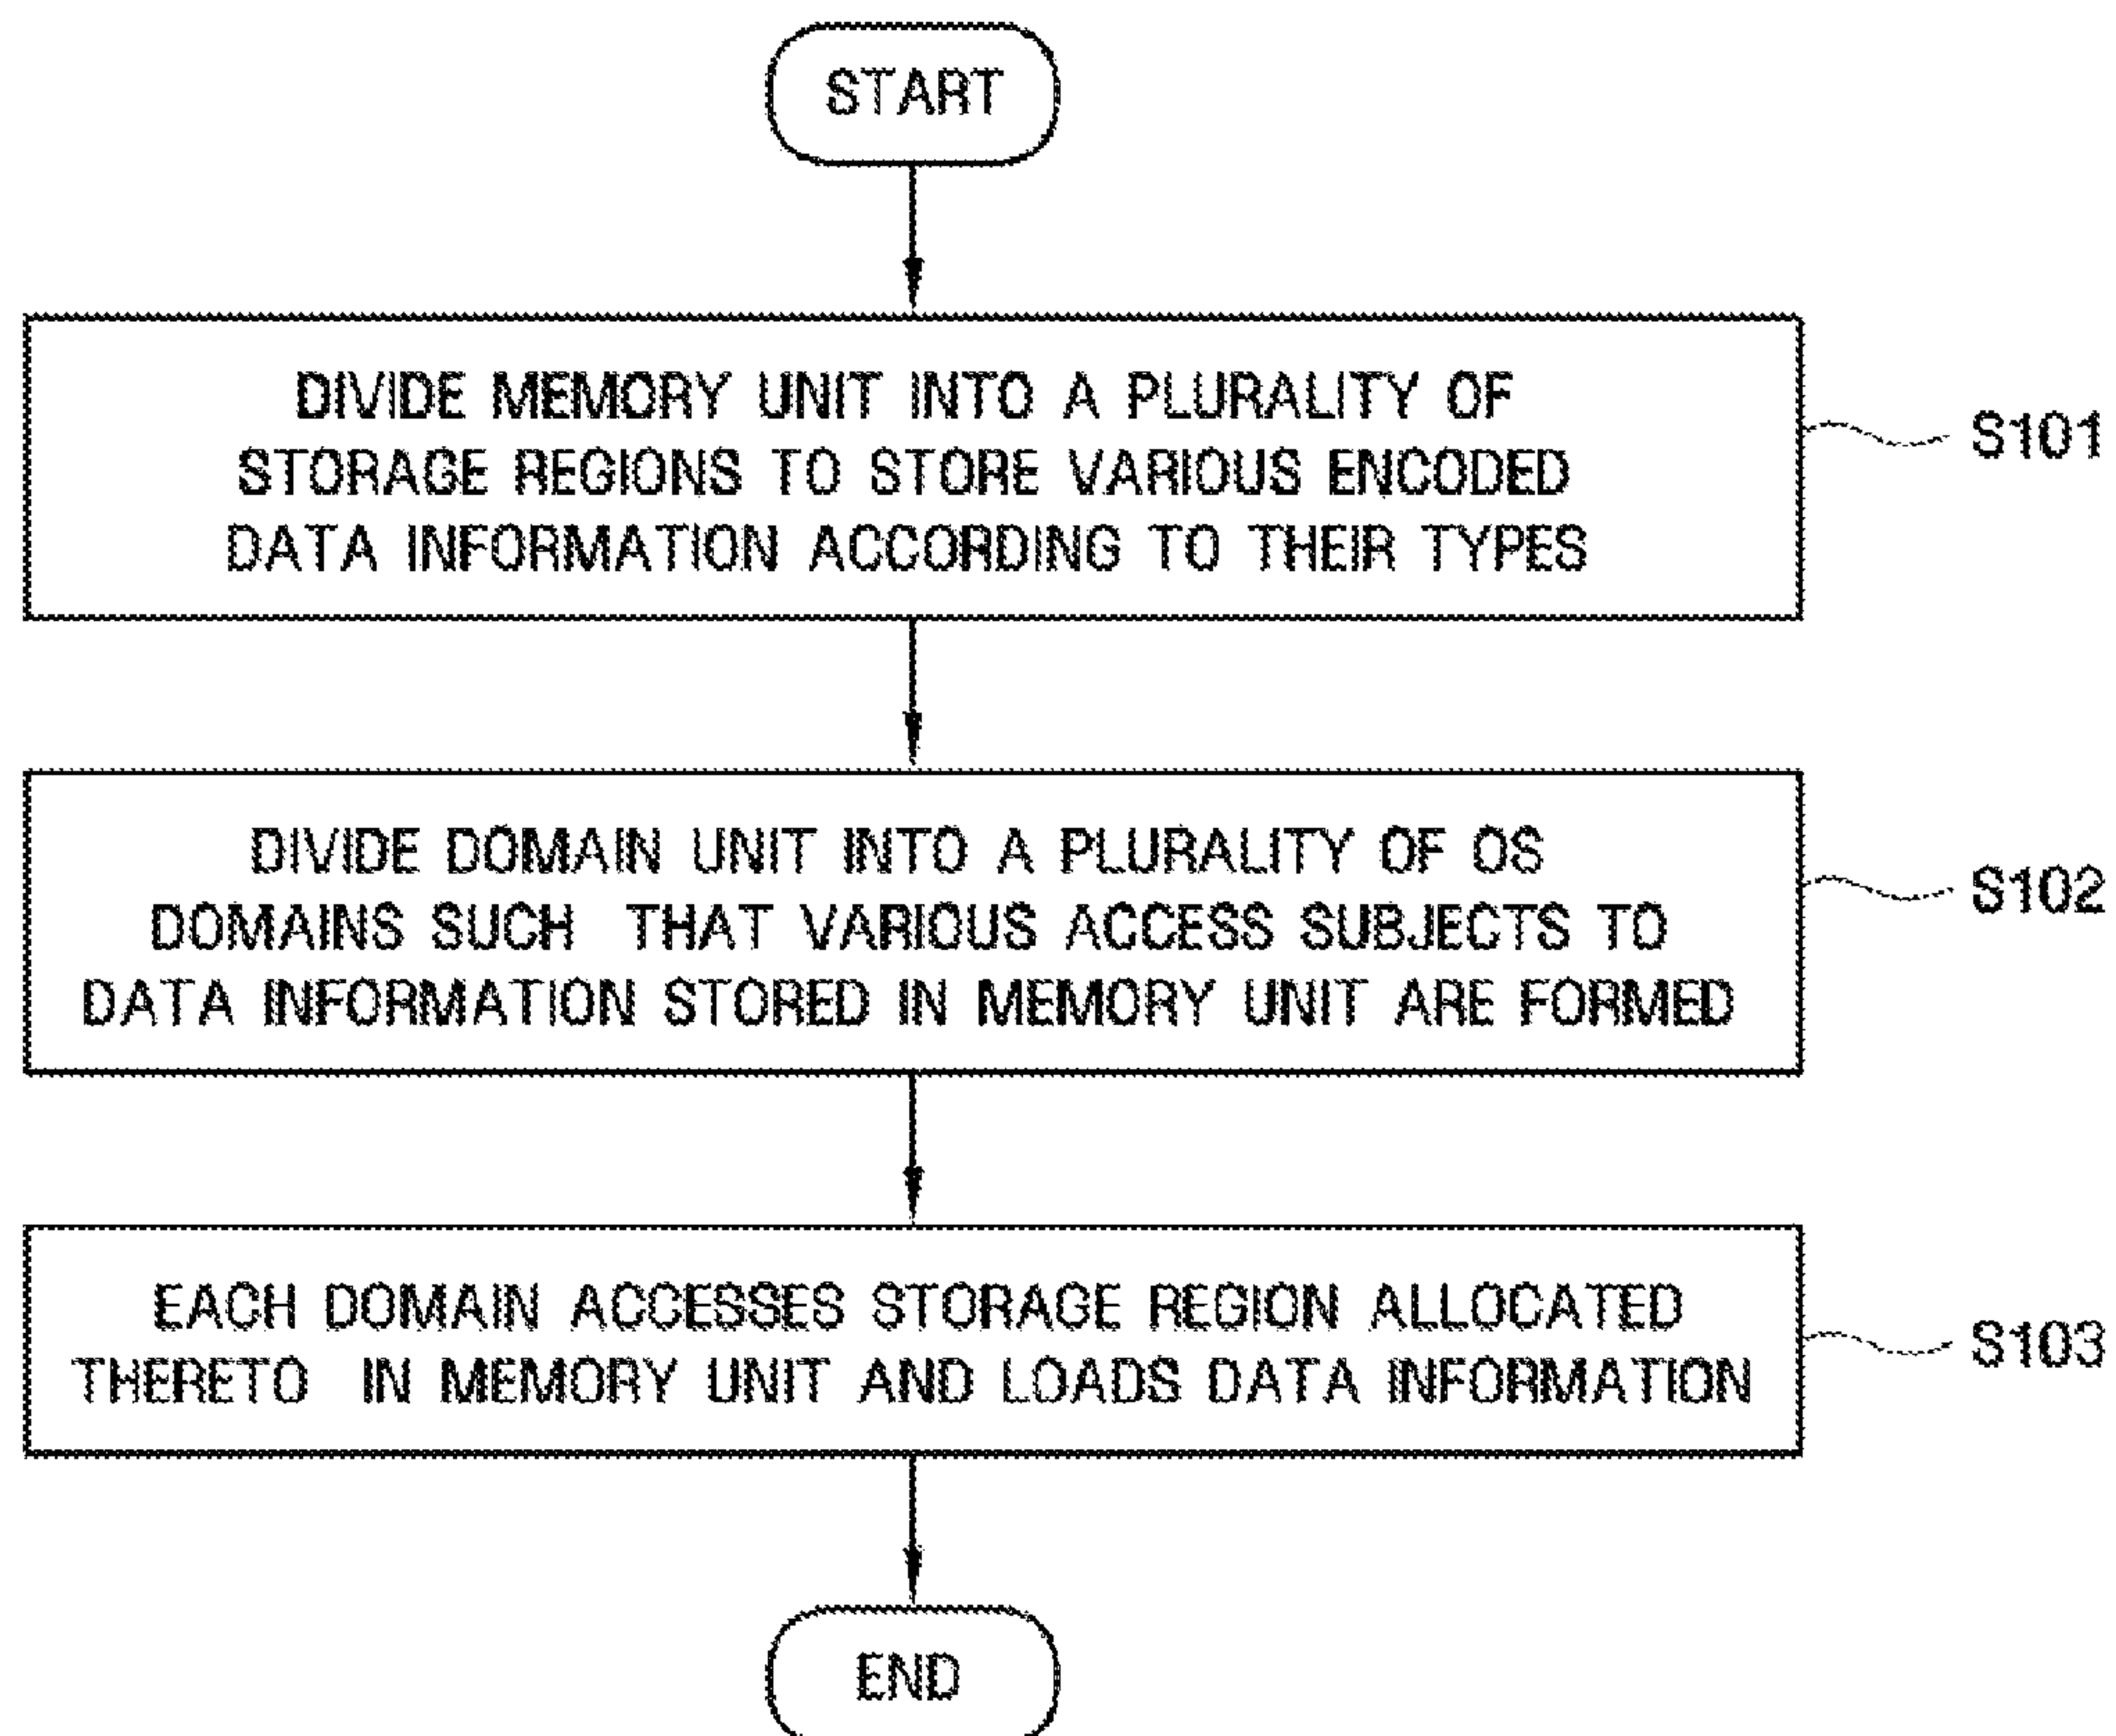 START
DIVIDE MEMORY UNIT INTO A PLURALITY OF
STORAGE REGIONS TO STORE VARIOUS ENCODED
DATA INFORMATION ACCORDING TO THEIR TYPES
S101
DIVIDE DOMAIN UNIT INTO A PLURALITY OF OS
DOMAINS SUCH THAT VARIOUS ACCESS SUBJECTS TO
DATA INFORMATION STORED IN MEMORY UNIT ARE FORMED
S102
EACH DOMAIN ACCESSES STORAGE REGION ALLOCATED
THERETO IN MEMORY UNIT AND LOADS DATA INFORMATION
S103
END